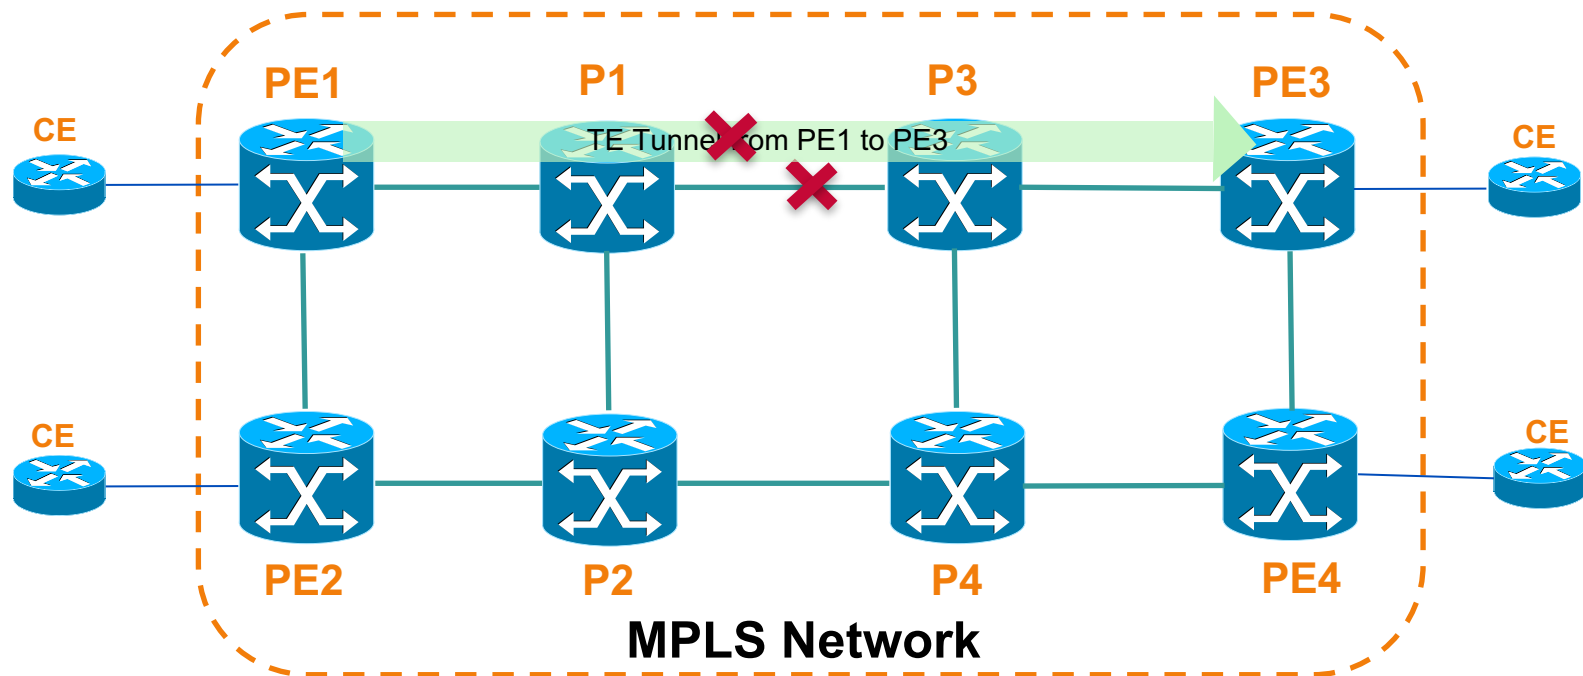 PE1
P1
P3
PE3
CE
CE
TE Tunnel from PE1 to PE3
CE
CE
PE2
P2
P4
PE4
MPLS Network